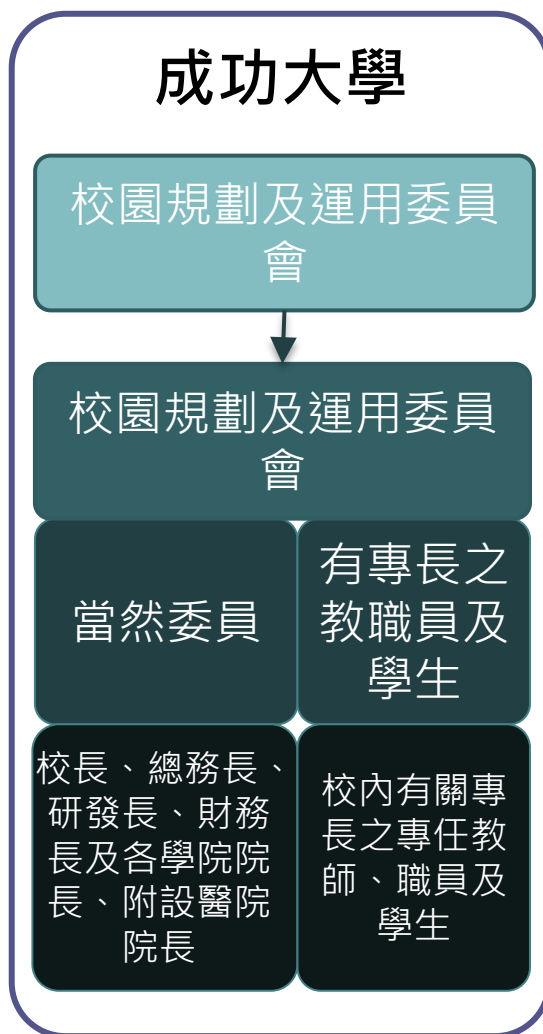 成功大學
校園規劃及運用委員
會
校園規劃及運用委員
會
當然委員
有專長之
教職員及
學生
校長、總務長、
研發長、財務
長及各學院院
長、附設醫院
院長
校內有關專
長之專任教
師、職員及
學生